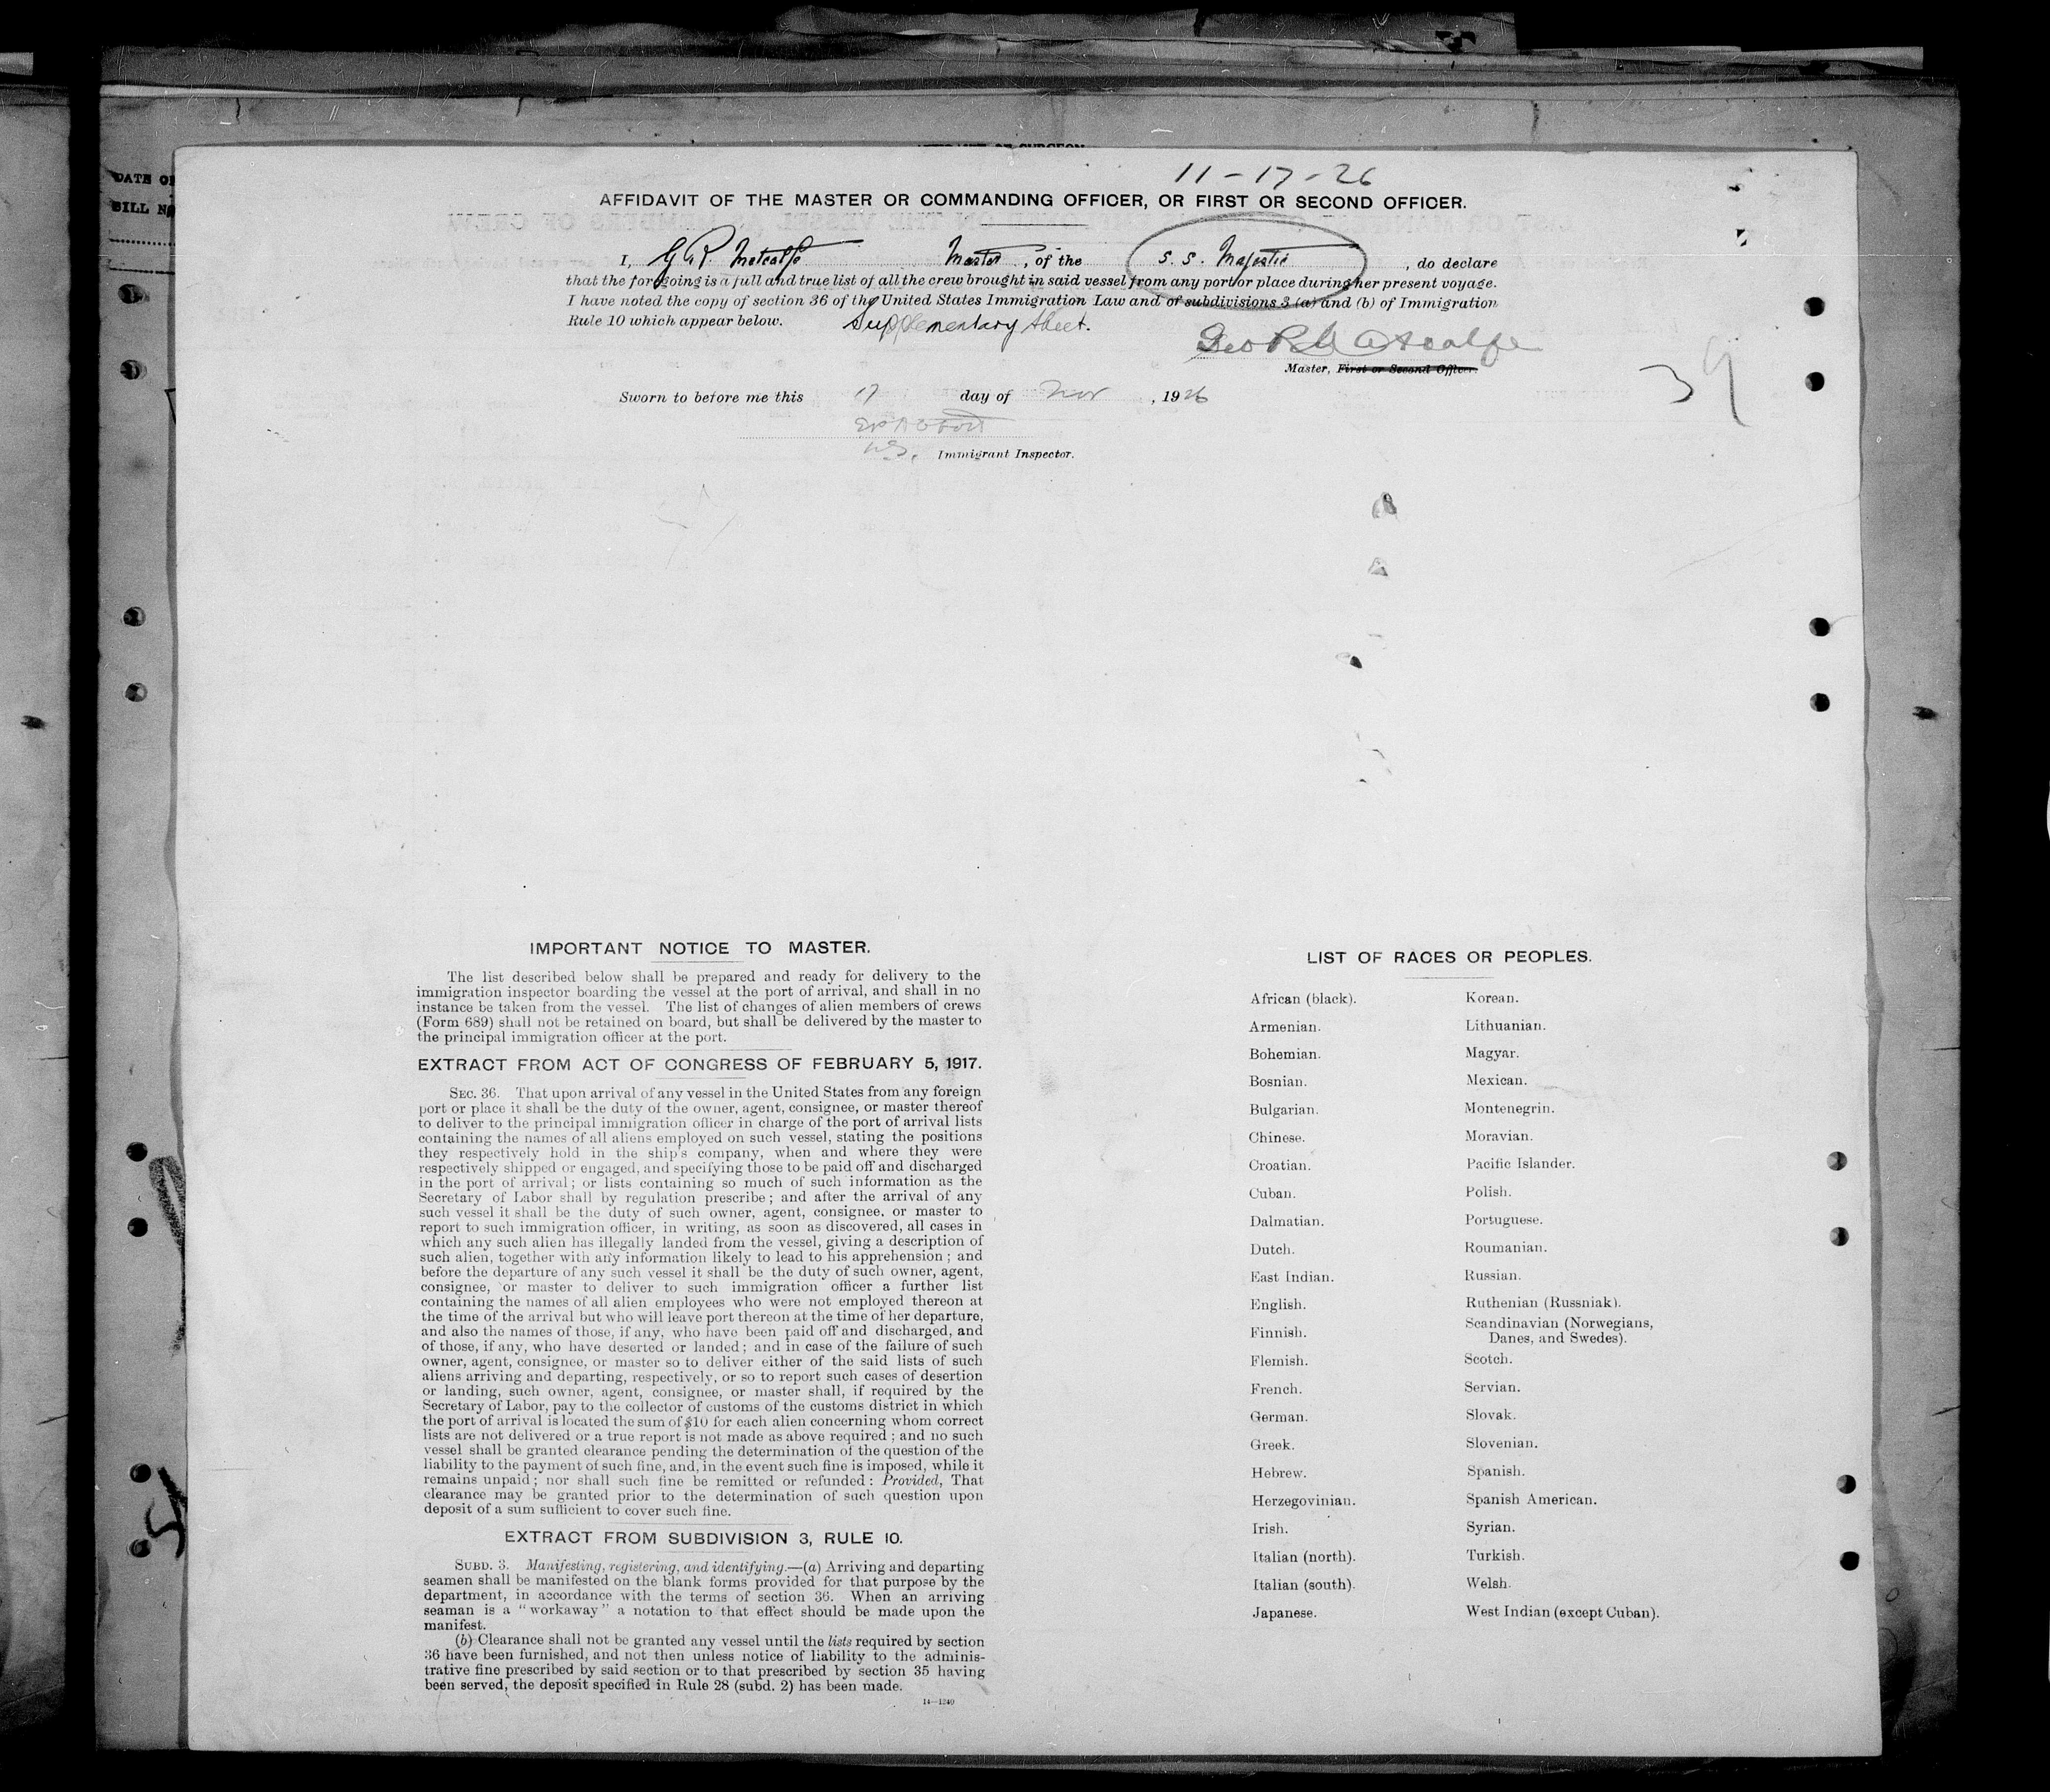 DATE OF
BILL N
11-17-26
AFFIDAVIT OF THE MASTER OR COMMANDING OFFICER, OR FIRST OR SECOND OFFICER.
I, G R Metcalfe Master, of the S. S. Majestic, do declare
that the forgoing is a full and true list of all the crew brought in said vessel from any port or place during her present voyage.
I have noted the copy of section 36 of the United States Immigration Law and of subdivisions 3 (a) and (b) of Immigration
Rule 10 which appear below. Supplementary sheet.
Geo R Metcalfe
Master, First or Second Officer.
39
Sworn to before me this 17 day of Nov, 1926
Immigrant Inspector.
IMPORTANT NOTICE TO MASTER.
The list described below shall be prepared and ready for delivery to the
immigration inspector boarding the vessel at the port of arrival, and shall in no
instance be taken from the vessel. The list of changes of alien members of crews
(Form 689) shall not be retained on board, but shall be delivered by the master to
the principal immigration officer at the port.
EXTRACT FROM ACT OF CONGRESS OF FEBRUARY 5, 1917.
SEC. 36. That upon arrival of any vessel in the United States from any foreign
port or place it shall be the duty of the owner, agent, consignee, or master thereof
to deliver to the principal immigration officer in charge of the port of arrival lists
containing the names of all aliens employed on such vessel, stating the positions
they respectively hold in the ship's company, when and where they were
respectively shipped or engaged, and specifying those to be paid off and discharged
in the port of arrival; or lists containing so much of such information as the
Secretary of Labor shall by regulation prescribe; and after the arrival of any
such vessel it shall be the duty of such owner, agent, consignee, or master to
report to such immigration officer, in writing, as soon as discovered, all cases in
which any such alien has illegally landed from the vessel, giving a description of
such alien, together with any information likely to lead to his apprehension; and
before the departure of any such vessel it shall be the duty of such owner, agent,
consignee, or master to deliver to such immigration officer a further list
containing the names of all alien employees who were not employed thereon at
the time of the arrival but who will leave port thereon at the time of her departure,
and also the names of those, if any, who have been paid off and discharged, and
of those, if any, who have deserted or landed; and in case of the failure of such
owner, agent, consignee, or master so to deliver either of the said lists of such
aliens arriving and departing, respectively, or so to report such cases of desertion
or landing, such owner, agent, consignee, or master shall, if required by the
Secretary of Labor, pay to the collector of customs of the customs district in which
the port of arrival is located the sum of $10 for each alien concerning whom correct
lists are not delivered or a true report is not made as above required; and no such
vessel shall be granted clearance pending the determination of the question of the
liability to the payment of such fine, and, in the event such fine is imposed, while it
remains unpaid; nor shall such fine be remitted or refunded: Provided, That
clearance may be granted prior to the determination of such question upon
deposit of a sum sufficient to cover such fine.
EXTRACT FROM SUBDIVISION 3, RULE 10.
SUBD. 3. Manifesting, registering, and identifying.—(a) Arriving and departing
seamen shall be manifested on the blank forms provided for that purpose by the
department, in accordance with the terms of section 36. When an arriving
seaman is a "workaway" a notation to that effect should be made upon the
manifest.
(b) Clearance shall not be granted any vessel until the lists required by section
36 have been furnished, and not then unless notice of liability to the adminis-
trative fine prescribed by said section or to that prescribed by section 35 having
been served, the deposit specified in Rule 28 (subd. 2) has been made.
14—1240
LIST OF RACES OR PEOPLES.
African (black).
Armenian.
Bohemian.
Bosnian.
Bulgarian.
Chinese.
Croatian.
Cuban.
Dalmatian.
Dutch.
East Indian.
English.
Finnish.
Flemish.
French.
German.
Greek.
Hebrew.
Herzegovinian.
Irish.
Italian (north).
Italian (south).
Japanese.
Korean.
Lithuanian.
Magyar.
Mexican.
Montenegrin.
Moravian.
Pacific Islander.
Polish.
Portuguese.
Roumanian.
Russian.
Ruthenian (Russniak).
Scandinavian (Norwegians,
Danes, and Swedes).
Scotch.
Servian.
Slovak.
Slovenian.
Spanish.
Spanish American.
Syrian.
Turkish.
Welsh.
West Indian (except Cuban).